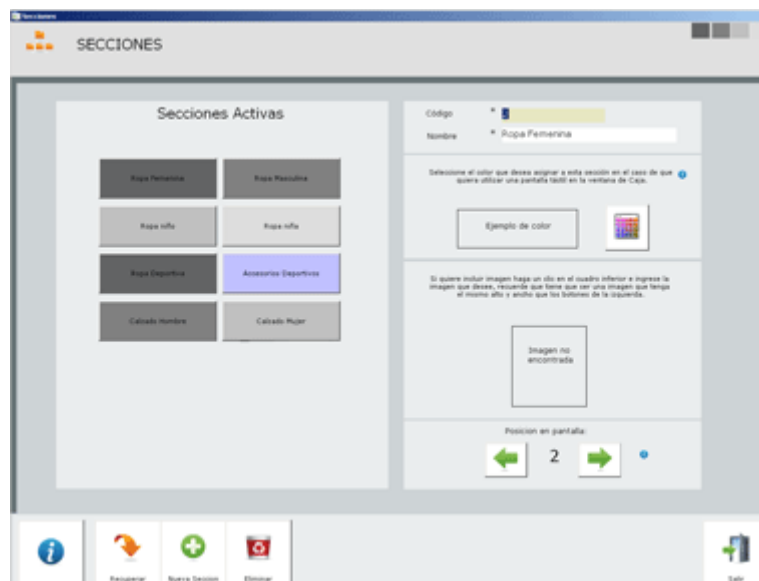 SECCIONES
Secciones Activas
Ropa Femenina
Ropa Masculina
Ropa niña
Ropa niña
Ropa Deportiva
Accesorios Deportivos
Calzado Hombre
Calzado Mujer
Código *
Nombre * Ropa Femenina
Seleccione el color que desea asignar a esta sección en el caso de que
quiera utilizar una pantalla táctil en la ventana de Caja.
Ejemplo de color
Si quiere incluir imagen haga un clic en el cuadro inferior e ingrese la
imagen que desee, recuerde que tiene que ser una imagen que tenga
el mismo alto y ancho que los botones de la izquierda.
Imagen no
encontrada
Posicion en pantalla:
2
Recuperar
Nueva Seccion
Eliminar
Salir